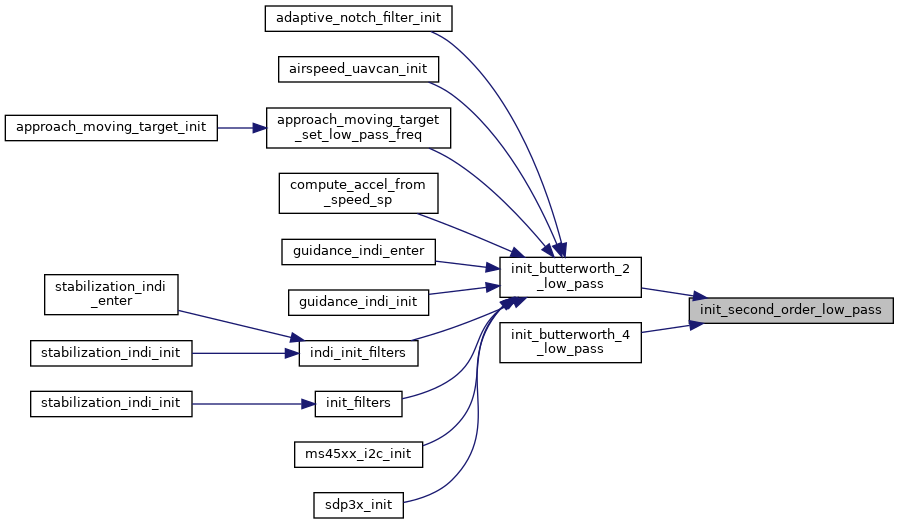 adaptive_notch_filter_init
airspeed_uavcan_init
approach_moving_target_init
approach_moving_target
_set_low_pass_freq
compute_accel_from
_speed_sp
guidance_indi_enter
init_butterworth_2
_low_pass
guidance_indi_init
stabilization_indi
_enter
init_second_order_low_pass
init_butterworth_4
_low_pass
stabilization_indi_init
indi_init_filters
stabilization_indi_init
init_filters
ms45xx_i2c_init
sdp3x_init